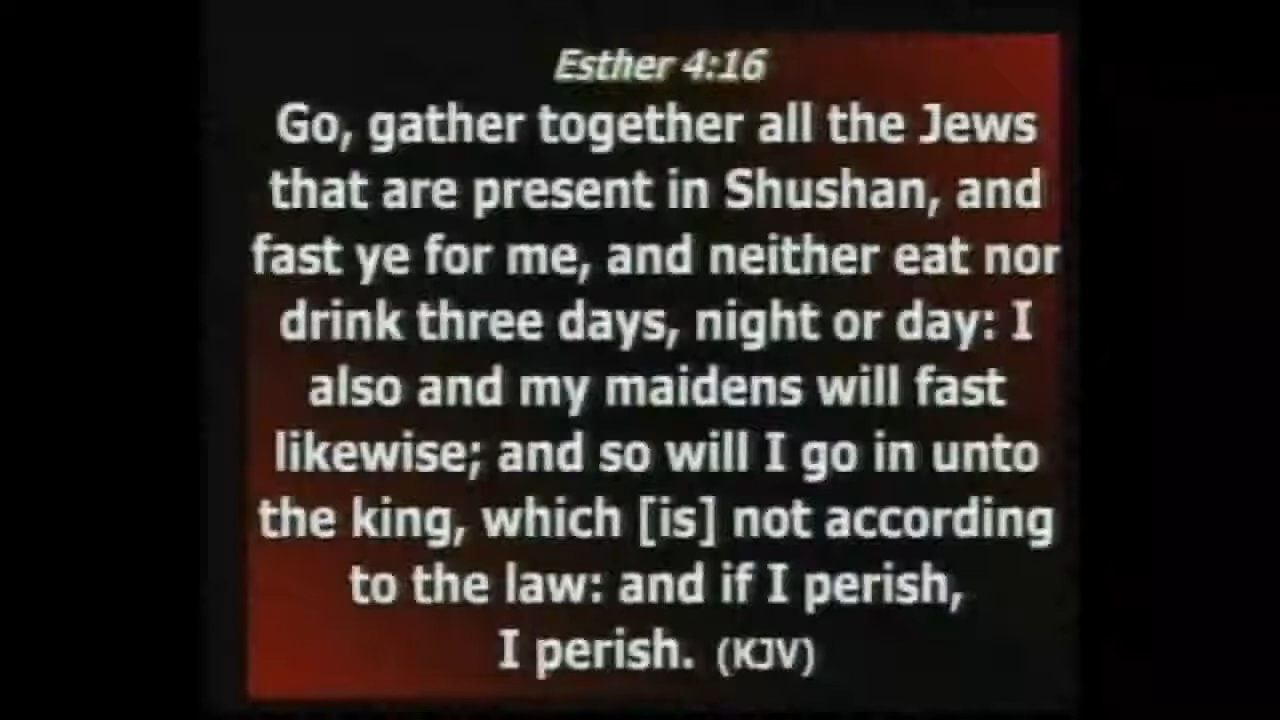 Esther 4:16
Go, gather together all the Jews
that are present in Shushan, and
fast ye for me, and neither eat nor
drink three days, night or day: I
also and my maidens will fast
likewise; and so will I go in unto
the king, which [is] not according
to the law: and if I perish,
I perish. (KJV)